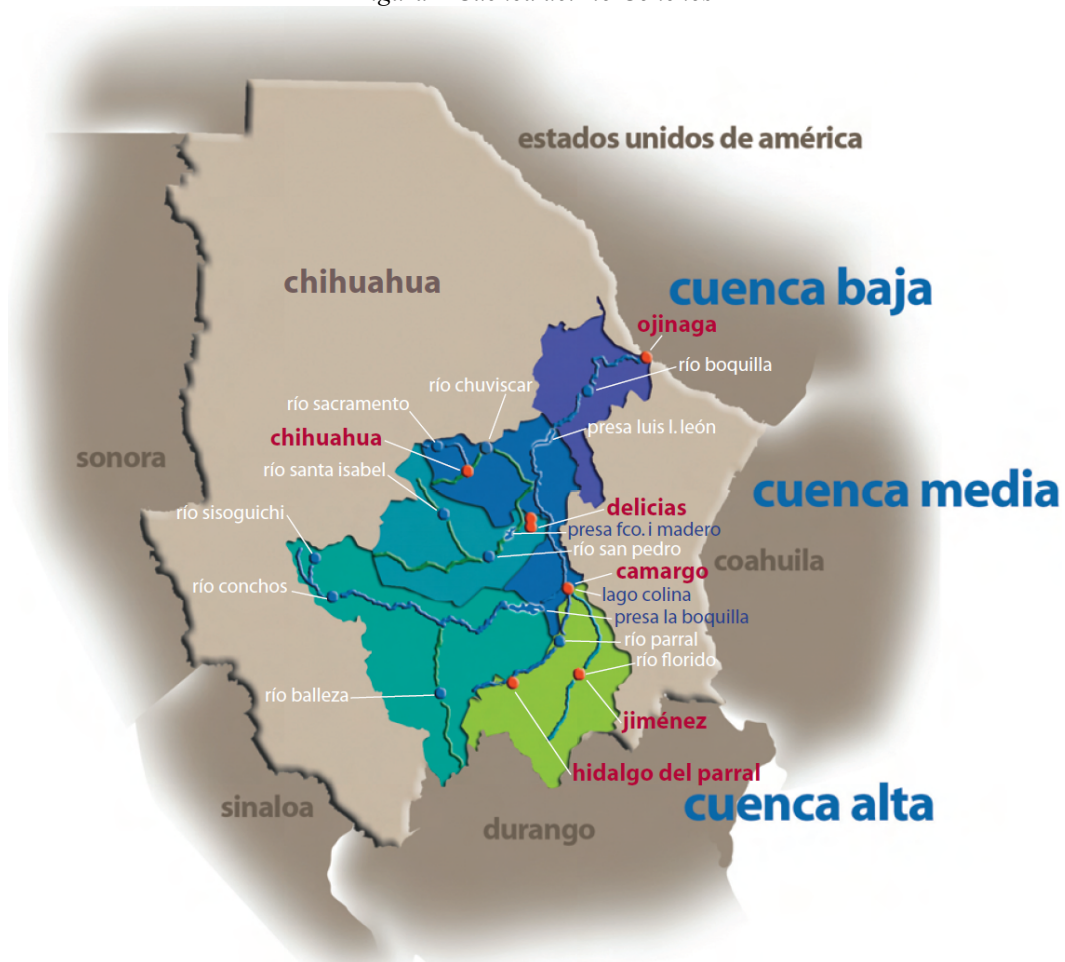 estados unidos de américa
chihuahua
cuenca baja
ojinaga
río boquilla
río chuviscar
río sacramento
presa luis l. león
chihuahua
sonora
río santa isabel
cuenca media
delicias
río sisoguichi
presa fco. i madero
río san pedro
coahuila
camargo
río conchos
lago colina
presa la boquilla
río parral
río florido
río balleza
jiménez
hidalgo del parral
cuenca alta
sinaloa
durango